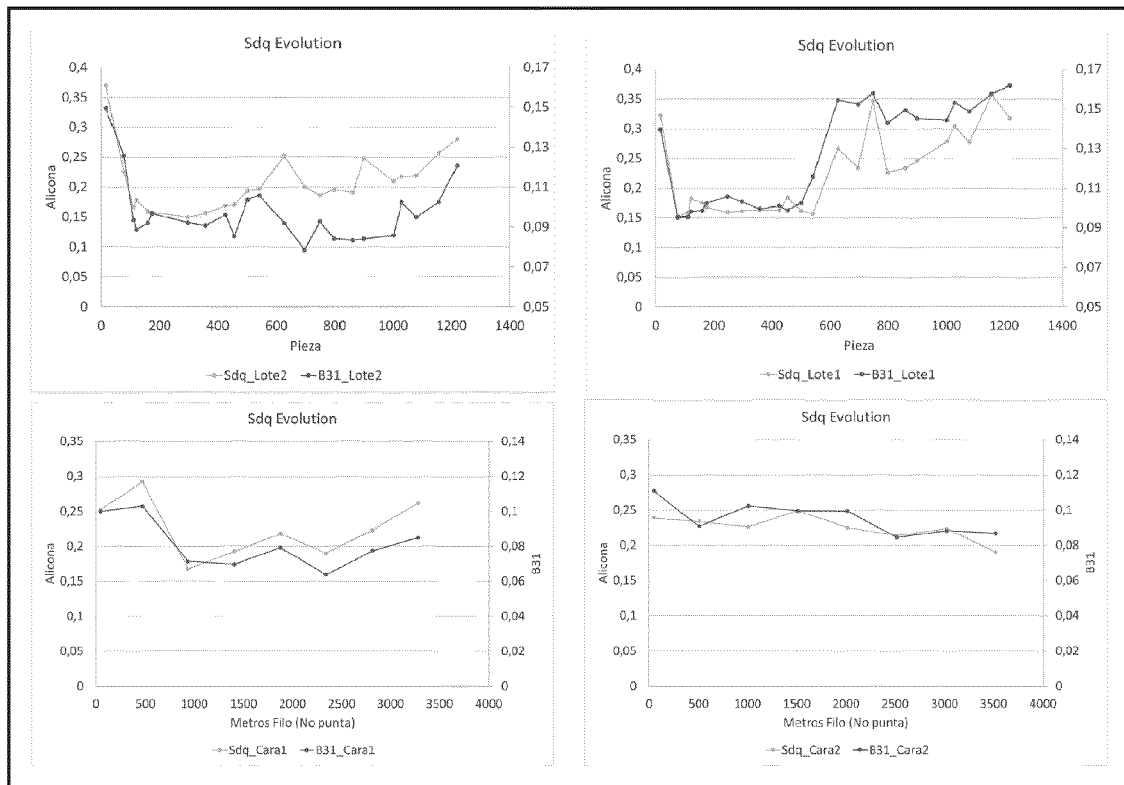 Sdq Evolution
0,4
0,35
0,3
0,25
0,2
0,15
0,1
0,05
0
Alicona
0,17
0,15
0,13
0,11
0,09
0,07
0,05
0 200 400 600 800 1000 1200 1400
Pieza
Sdq_Lote2 B31_Lote2
Sdq Evolution
0,4
0,35
0,3
0,25
0,2
0,15
0,1
0,05
0
Alicona
0,17
0,15
0,13
0,11
0,09
0,07
0,05
0 200 400 600 800 1000 1200 1400
Pieza
Sdq_Lote1 B31_Lote1
Sdq Evolution
0,35
0,3
0,25
0,2
0,15
0,1
0,05
0
Alicona
0,14
0,12
0,1
0,08
0,06
0,04
0,02
0
B31
0 500 1000 1500 2000 2500 3000 3500 4000
Metros Filo (No punta)
Sdq_Cara1 B31_Cara1
Sdq Evolution
0,35
0,3
0,25
0,2
0,15
0,1
0,05
0
Alicona
0,14
0,12
0,1
0,08
0,06
0,04
0,02
0
B31
0 500 1000 1500 2000 2500 3000 3500 4000
Metros Filo (No punta)
Sdq_Cara2 B31_Cara2